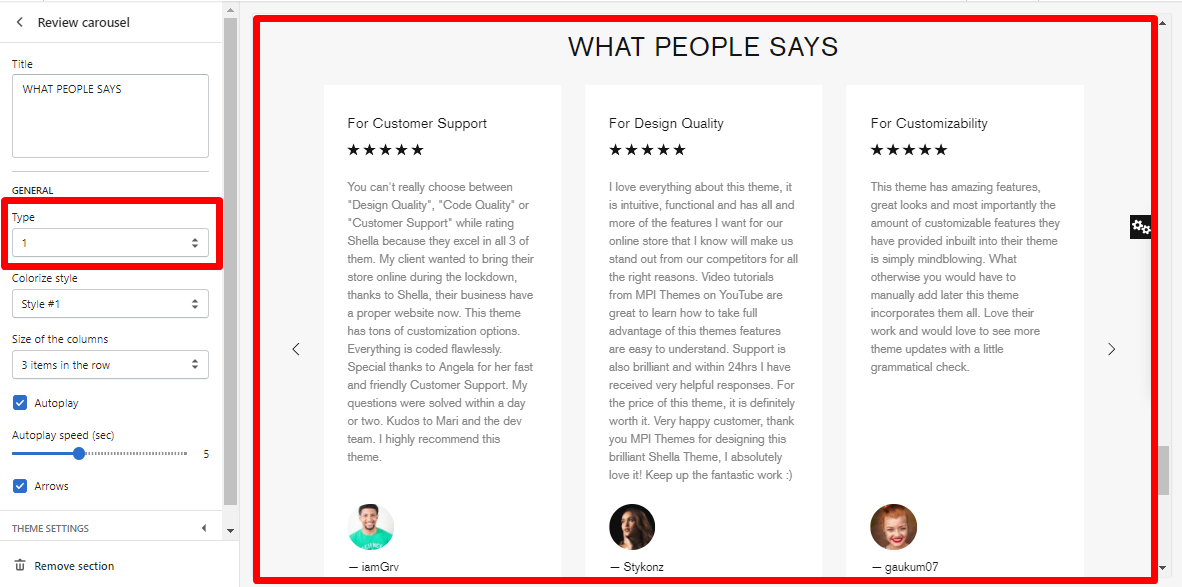 Review carousel
Title
WHAT PEOPLE SAYS
GENERAL
Type
1
Colorize style
Style #1
Size of the columns
3 items in the row
Autoplay
Autoplay speed (sec)
5
Arrows
THEME SETTINGS
Remove section
WHAT PEOPLE SAYS
For Customer Support
★★★★★
You can't really choose between
"Design Quality", "Code Quality" or
"Customer Support" while rating
Shella because they excel in all 3 of
them. My client wanted to bring their
store online during the lockdown,
thanks to Shella, their business have
a proper website now. This theme
has tons of customization options.
Everything is coded flawlessly.
Special thanks to Angela for her fast
and friendly Customer Support. My
questions were solved within a day
or two. Kudos to Mari and the dev
team. I highly recommend this
theme.
— iamGrv
For Design Quality
★★★★★
I love everything about this theme, it
is intuitive, functional and has all and
more of the features I want for our
online store that I know will make us
stand out from our competitors for all
the right reasons. Video tutorials
from MPI Themes on YouTube are
great to learn how to take full
advantage of this themes features
are easy to understand. Support is
also brilliant and within 24hrs I have
received very helpful responses. For
the price of this theme, it is definitely
worth it. Very happy customer, thank
you MPI Themes for designing this
brilliant Shella Theme, I absolutely
love it! Keep up the fantastic work :)
— Stykonz
For Customizability
★★★★★
This theme has amazing features,
great looks and most importantly the
amount of customizable features they
have provided inbuilt into their theme
is simply mindblowing. What
otherwise you would have to
manually add later this theme
incorporates them all. Love their
work and would love to see more
theme updates with a little
grammatical check.
— gaukum07